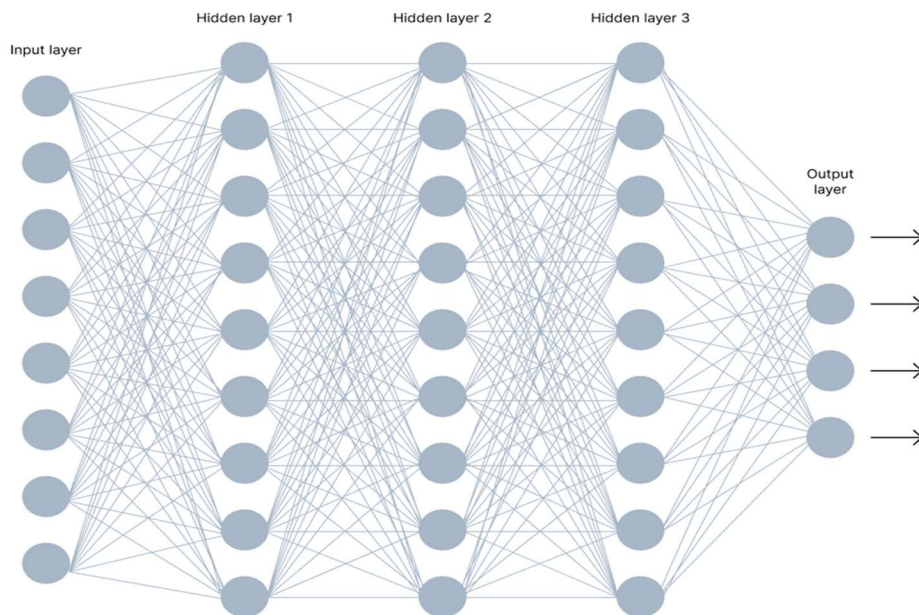 Hidden layer 1
Hidden layer 2
Hidden layer 3
Input layer
Output
layer